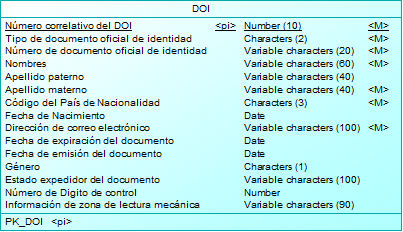 DOI
Número correlativo del DOI <pi> Number (10) <M>
Tipo de documento oficial de identidad Characters (2) <M>
Número de documento oficial de identidad Variable characters (20) <M>
Nombres Variable characters (60) <M>
Apellido paterno Variable characters (40)
Apellido materno Variable characters (40) <M>
Código del País de Nacionalidad Characters (3) <M>
Fecha de Nacimiento Date
Dirección de correo electrónico Variable characters (100) <M>
Fecha de expiración del documento Date
Fecha de emisión del documento Date
Género Characters (1)
Estado expedidor del documento Variable characters (100)
Número de Digito de control Number
Información de zona de lectura mecánica Variable characters (90)
PK_DOI <pi>